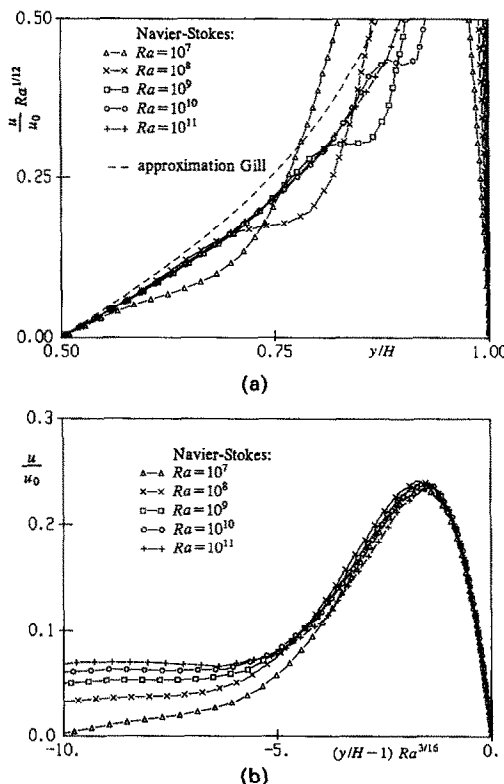 0.50
Navier-Stokes:
Ra=10⁷
Ra=10⁸
Ra=10⁹
Ra=10¹⁰
Ra=10¹¹
approximation Gill
u/u₀ Ra^1/12
0.25
0.00
0.50
0.75
y/H
1.00
(a)
0.3
u/u₀
Navier-Stokes:
Ra=10⁷
Ra=10⁸
Ra=10⁹
Ra=10¹⁰
Ra=10¹¹
0.2
0.1
0.0
-10.
-5.
(y/H-1) Ra^3/16
0.
(b)